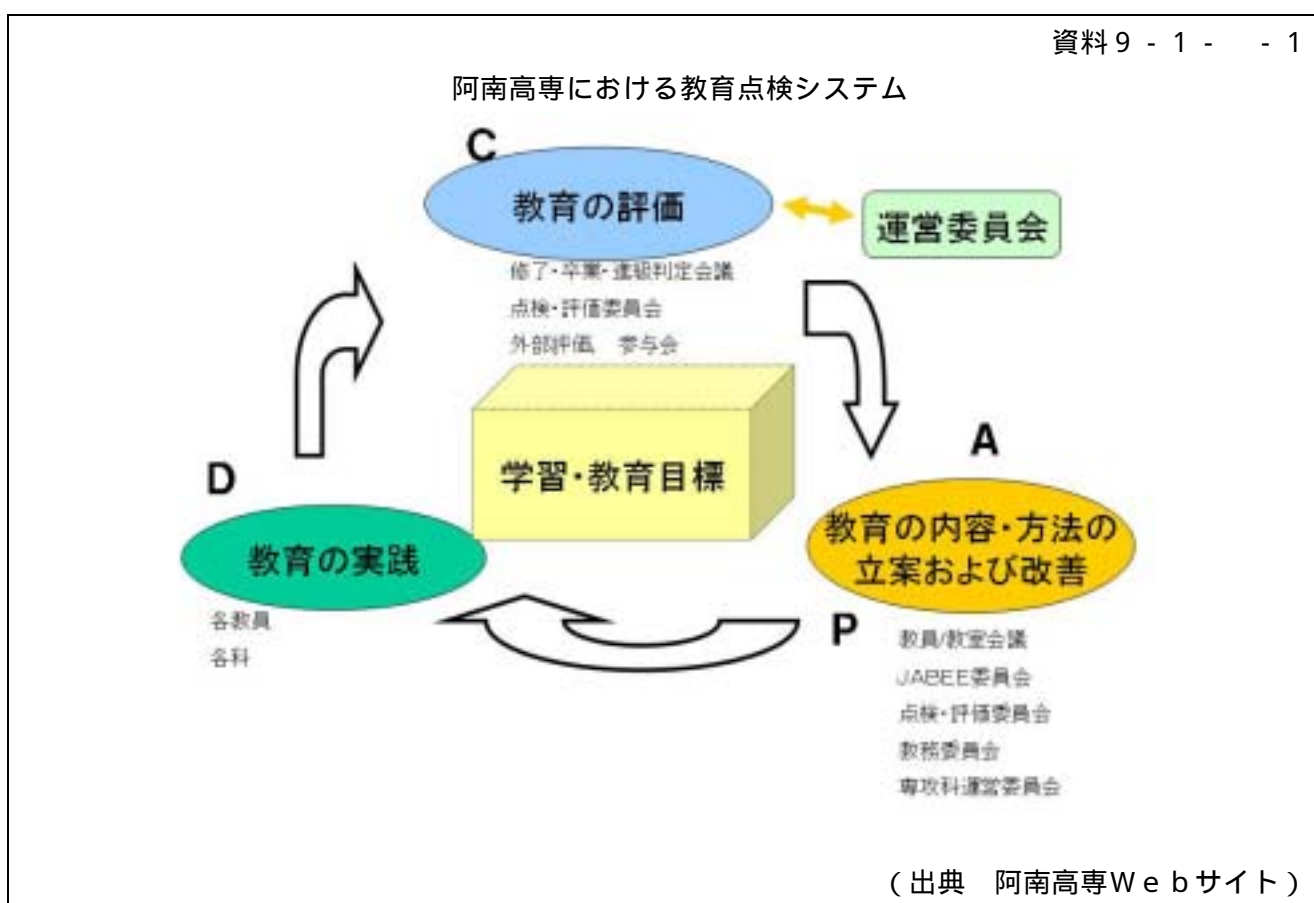 資料9-1- -1
阿南高専における教育点検システム
C
教育の評価
運営委員会
修了・卒業・進級判定会議
点検・評価委員会
外部評価 参与会
A
D
学習・教育目標
教育の内容・方法の
立案および改善
教育の実践
P
各教員
各科
教員/教室会議
JABEE委員会
点検・評価委員会
教務委員会
専攻科運営委員会
(出典 阿南高専Webサイト)